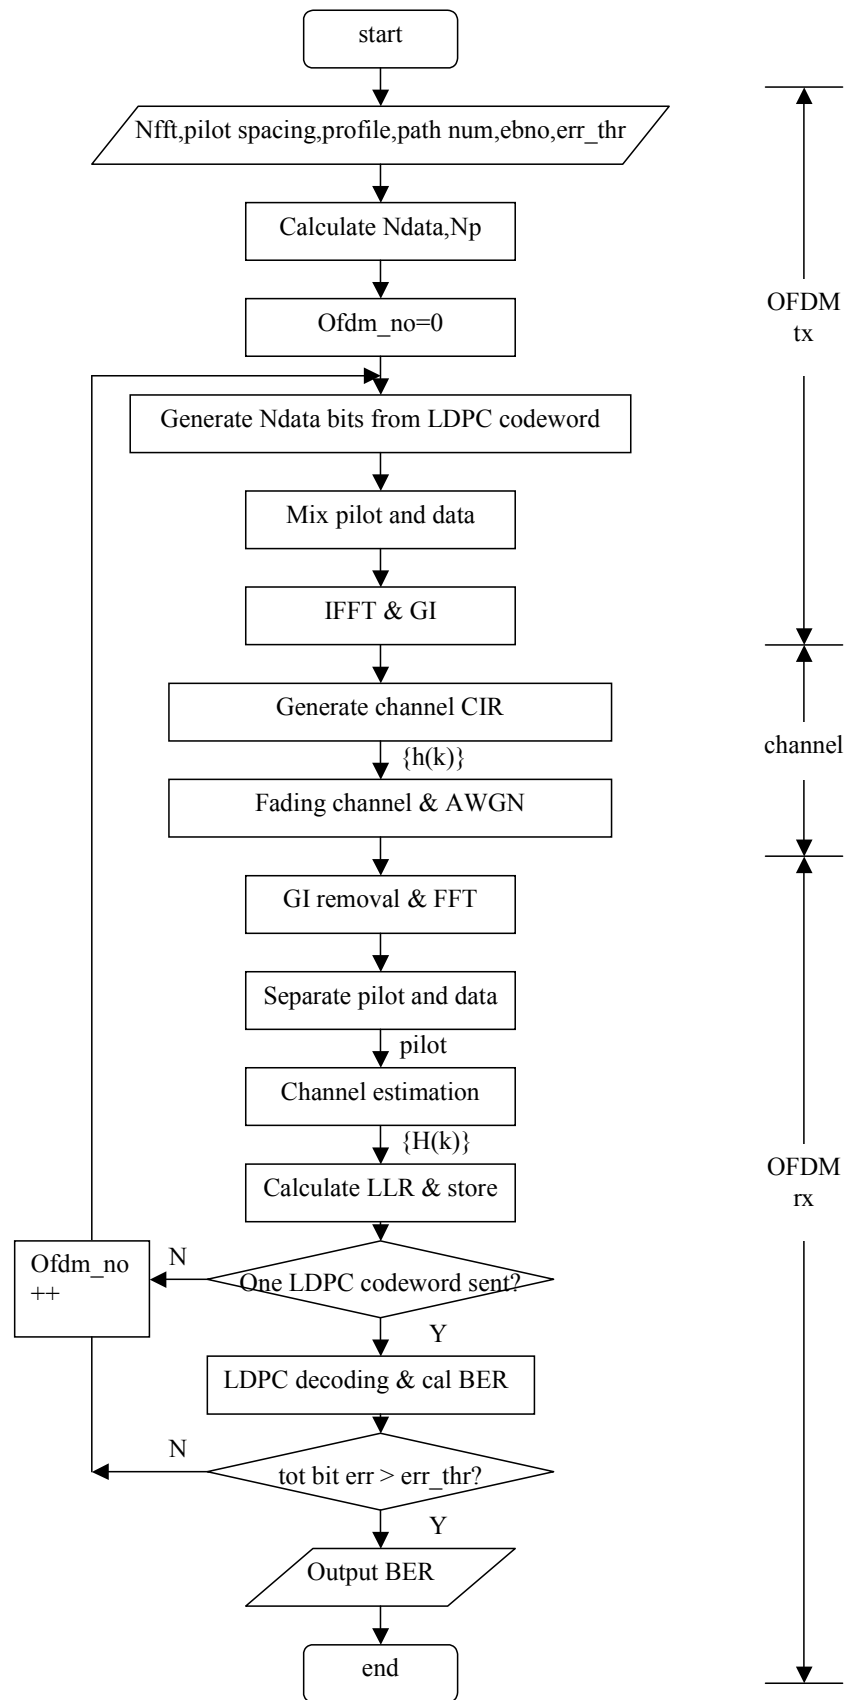 start
Nfft,pilot spacing,profile,path num,ebno,err_thr
Calculate Ndata,Np
Ofdm_no=0
OFDM
tx
Generate Ndata bits from LDPC codeword
Mix pilot and data
IFFT & GI
Generate channel CIR
{h(k)}
channel
Fading channel & AWGN
GI removal & FFT
Separate pilot and data
pilot
Channel estimation
{H(k)}
OFDM
rx
Calculate LLR & store
One LDPC codeword sent?
N
Ofdm_no
++
Y
LDPC decoding & cal BER
tot bit err > err_thr?
N
Y
Output BER
end